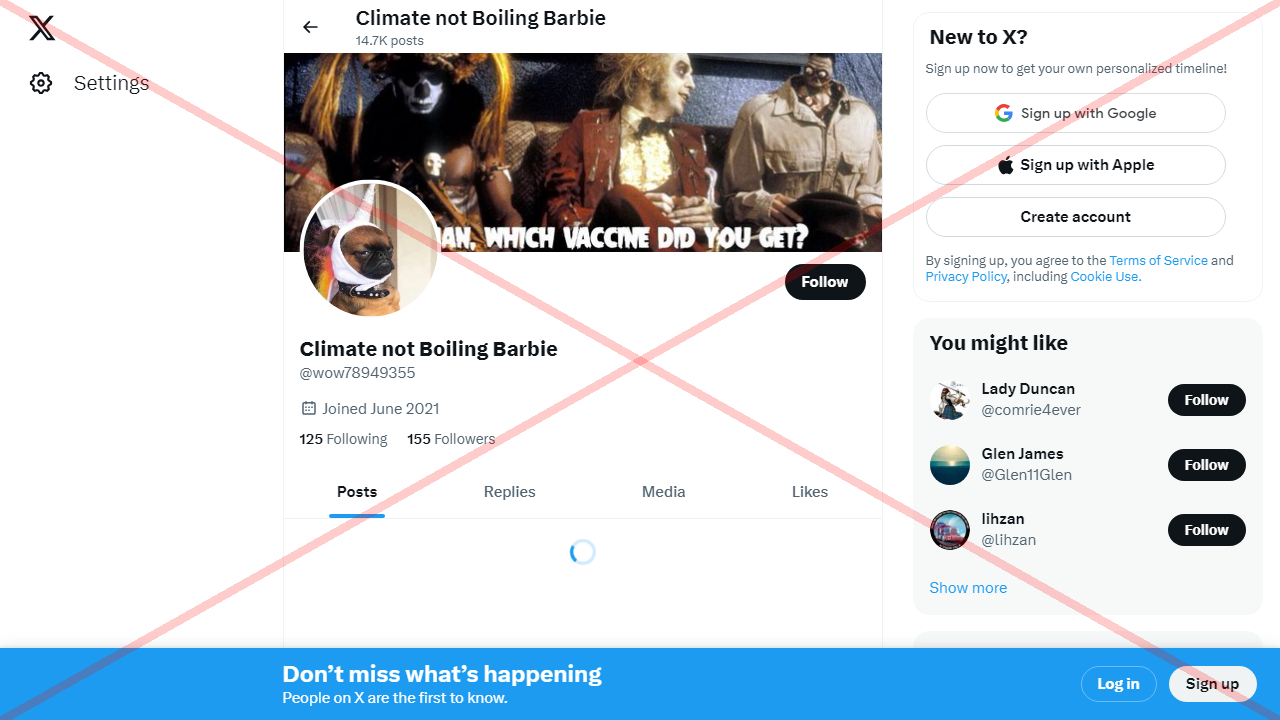 Climate not Boiling Barbie
14.7K posts
Settings
AN, WHICH VACCINE DID YOU GET?
Follow
Climate not Boiling Barbie
@wow78949355
Joined June 2021
125 Following 155 Followers
Posts Replies Media Likes
New to X?
Sign up now to get your own personalized timeline!
Sign up with Google
Sign up with Apple
Create account
By signing up, you agree to the Terms of Service and
Privacy Policy, including Cookie Use.
You might like
Lady Duncan
@comrie4ever
Follow
Glen James
@Glen11Glen
Follow
lihzan
@lihzan
Follow
Show more
Don't miss what's happening
People on X are the first to know.
Log in
Sign up